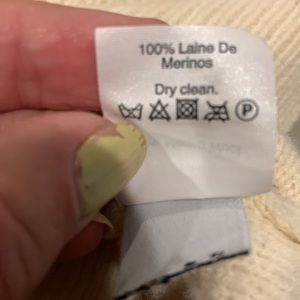 100% Laine De
Merinos
Dry clean.
P